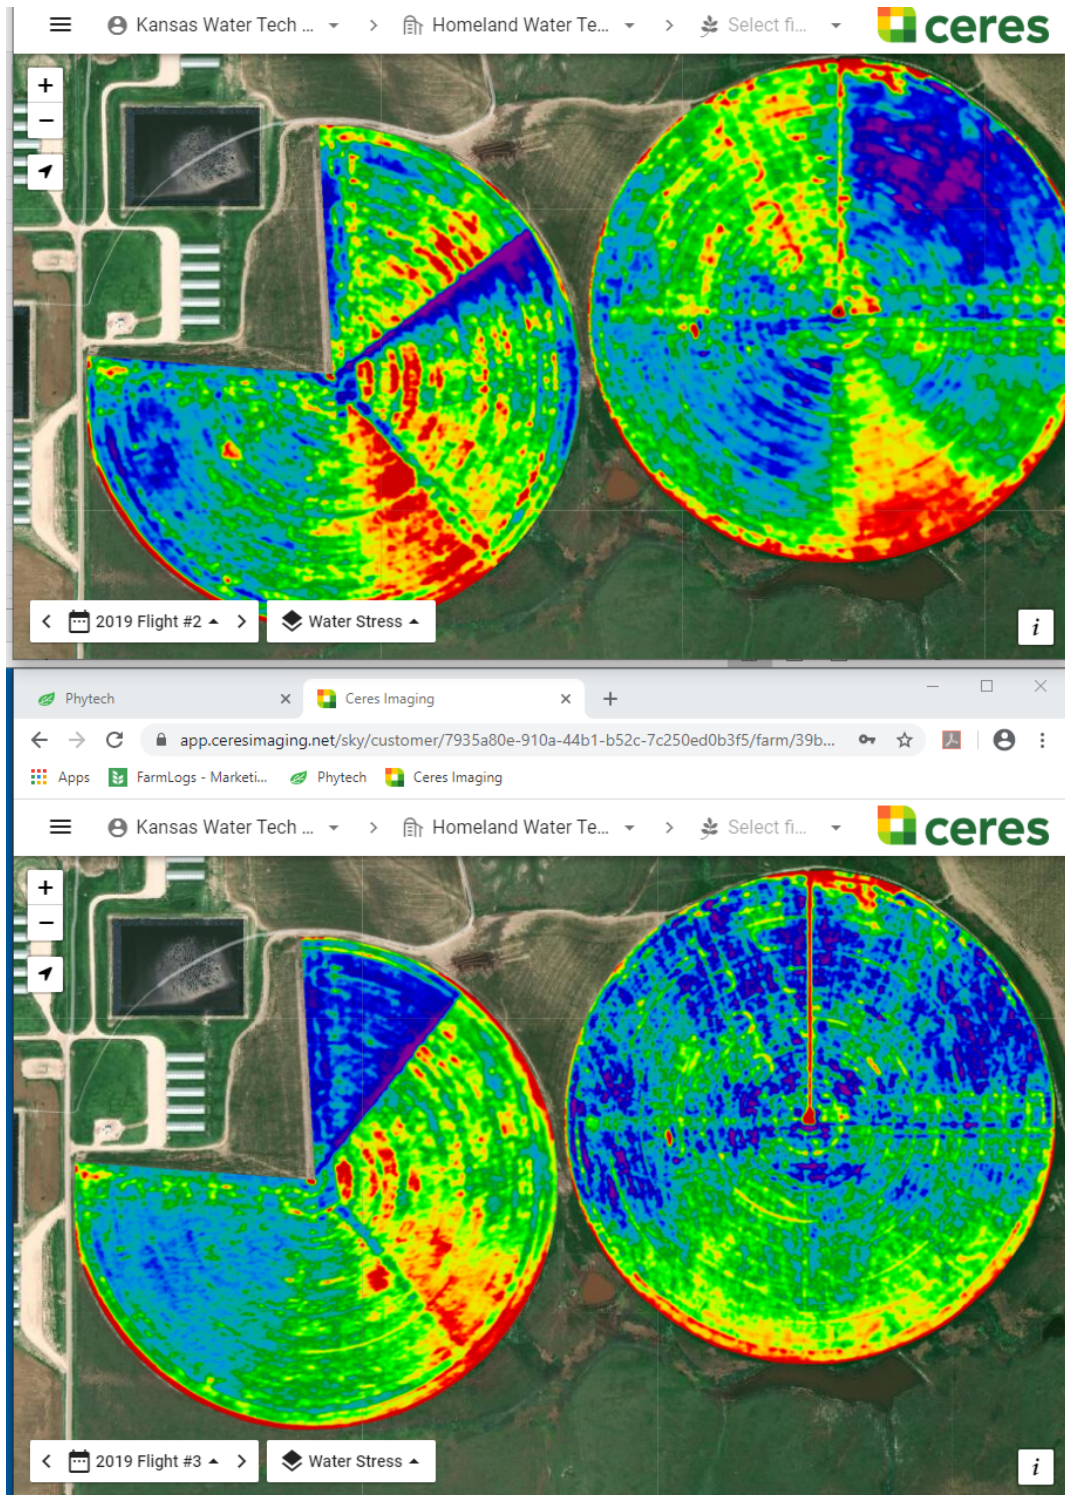 Kansas Water Tech ... > Homeland Water Te... > Select fi... ceres
+
−
< 2019 Flight #2 > Water Stress i
Phytech × Ceres Imaging × +
app.ceresimaging.net/sky/customer/7935a80e-910a-44b1-b52c-7c250ed0b3f5/farm/39b...
Apps FarmLogs - Marketi... Phytech Ceres Imaging
Kansas Water Tech ... > Homeland Water Te... > Select fi... ceres
+
−
< 2019 Flight #3 > Water Stress i